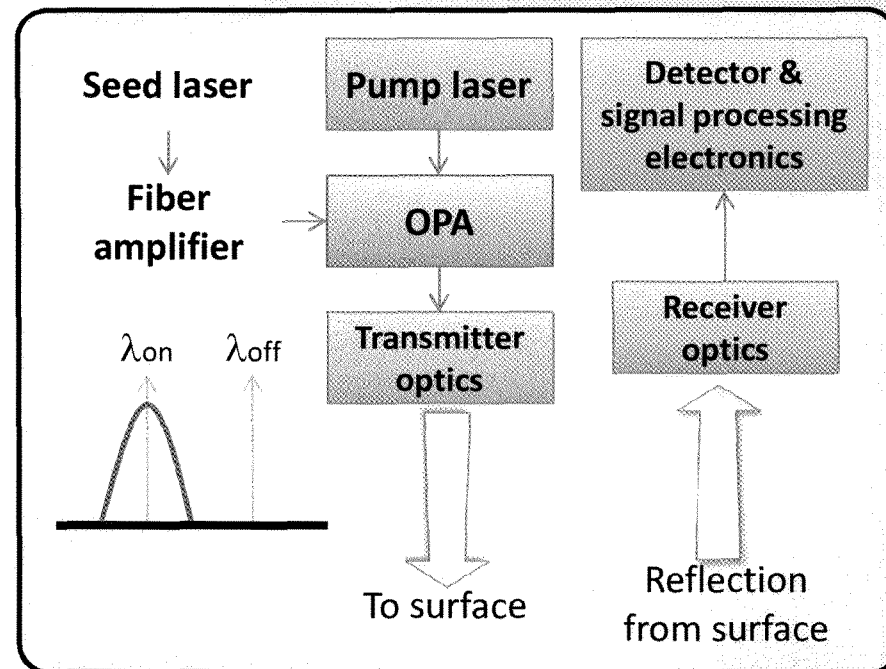 Seed laser
Fiber
amplifier
Pump laser
OPA
Transmitter
optics
To surface
Detector &
signal processing
electronics
Receiver
optics
Reflection
from surface
λon
λoff